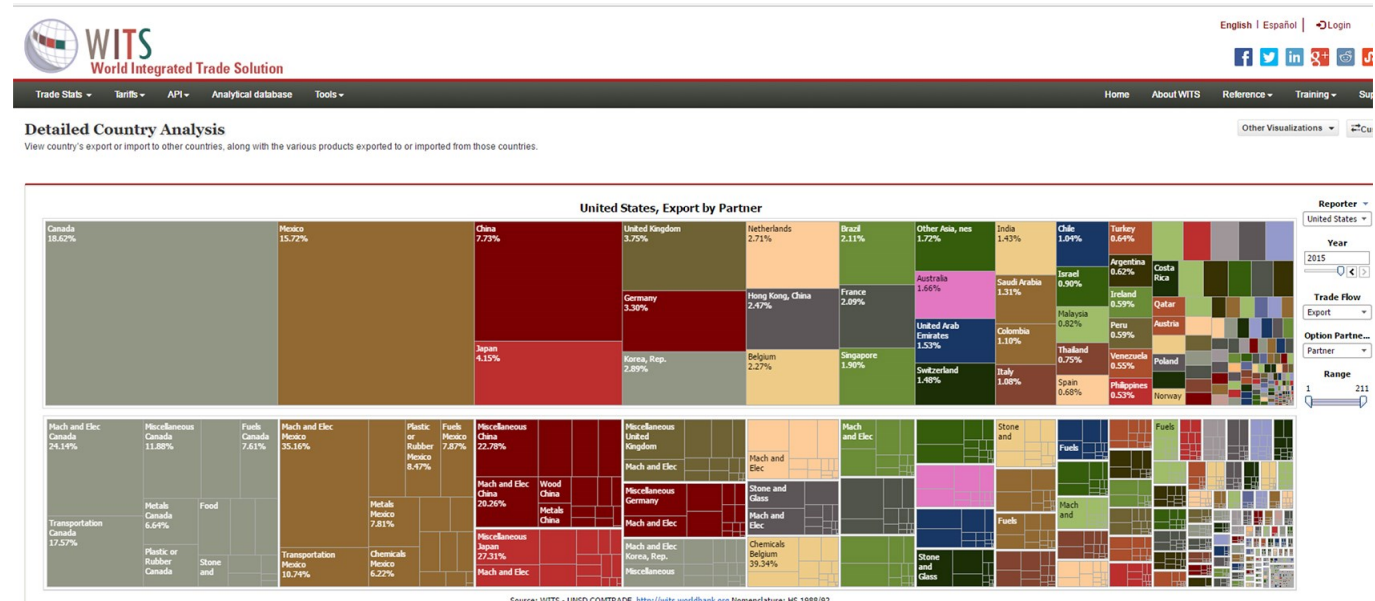 English | Español | Login
WITS
World Integrated Trade Solution
Trade Stats Tariffs API Analytical database Tools Home About WITS Reference Training Sup
Detailed Country Analysis
Other Visualizations
View country's export or import to other countries, along with the various products exported to or imported from those countries.
United States, Export by Partner
Canada
18.62%
Mexico
15.72%
China
7.73%
Japan
4.15%
United Kingdom
3.75%
Germany
3.30%
Korea, Rep.
2.89%
Netherlands
2.71%
Hong Kong, China
2.47%
Belgium
2.27%
Brazil
2.11%
France
2.09%
Singapore
1.90%
Other Asia, nes
1.72%
Australia
1.66%
United Arab
Emirates
1.53%
Switzerland
1.48%
India
1.43%
Saudi Arabia
1.31%
Colombia
1.10%
Italy
1.08%
Chile
1.04%
Israel
0.90%
Malaysia
0.82%
Thailand
0.75%
Spain
0.68%
Turkey
0.64%
Argentina
0.62%
Ireland
0.59%
Peru
0.59%
Venezuela
0.55%
Philippines
0.53%
Costa
Rica
Qatar
Austria
Poland
Norway
Reporter
United States
Year
2015
Trade Flow
Export
Option Partne...
Partner
Range
1 211
Mach and Elec
Canada
24.14%
Transportation
Canada
17.57%
Miscellaneous
Canada
11.88%
Metals
Canada
6.64%
Plastic or
Rubber
Canada
Fuels
Canada
7.61%
Food
Stone
and
Mach and Elec
Mexico
35.16%
Transportation
Mexico
10.74%
Plastic
or
Rubber
Mexico
8.47%
Fuels
Mexico
7.87%
Metals
Mexico
7.81%
Chemicals
Mexico
6.22%
Miscellaneous
China
22.78%
Mach and Elec
China
20.26%
Wood
China
Metals
China
Miscellaneous
Japan
27.31%
Mach and Elec
Miscellaneous
United
Kingdom
Mach and Elec
Miscellaneous
Germany
Mach and Elec
Mach and Elec
Korea, Rep.
Miscellaneous
Mach and
Elec
Stone and
Glass
Mach and
Elec
Chemicals
Belgium
39.34%
Mach
and Elec
Stone
and
Glass
Stone
and
Fuels
Fuels
Mach
and
Fuels
Source: WITS - UNSD COMTRADE, http://wits.worldbank.org Nomenclature: HS 1988/92